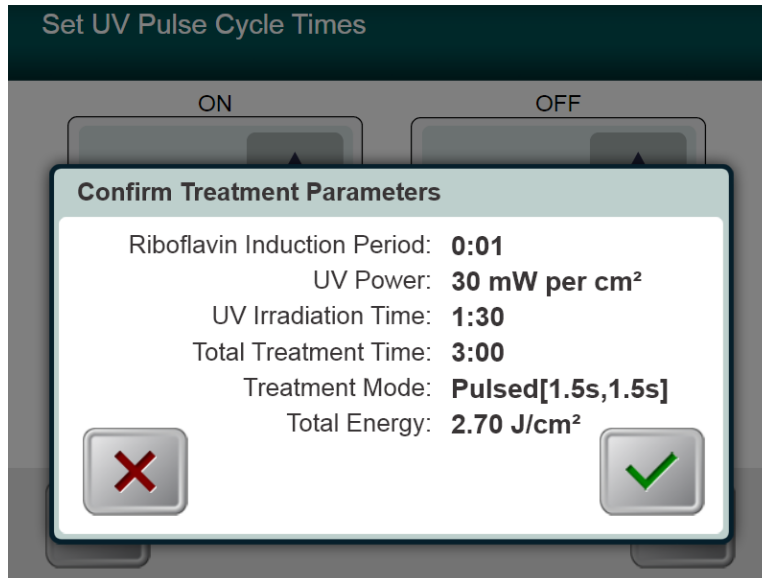 Set UV Pulse Cycle Times
ON OFF
Confirm Treatment Parameters
Riboflavin Induction Period: 0:01
UV Power: 30 mW per cm²
UV Irradiation Time: 1:30
Total Treatment Time: 3:00
Treatment Mode: Pulsed[1.5s,1.5s]
Total Energy: 2.70 J/cm²